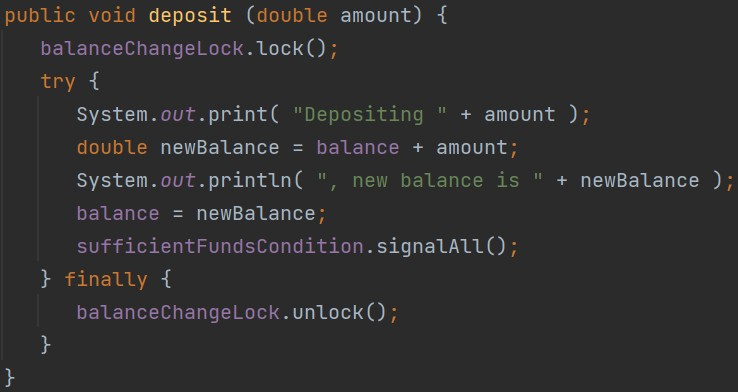 public void deposit (double amount) {
balanceChangeLock.lock();
try {
System.out.print( "Depositing " + amount );
double newBalance = balance + amount;
System.out.println( ", new balance is " + newBalance );
balance = newBalance;
sufficientFundsCondition.signalAll();
} finally {
balanceChangeLock.unlock();
}
}